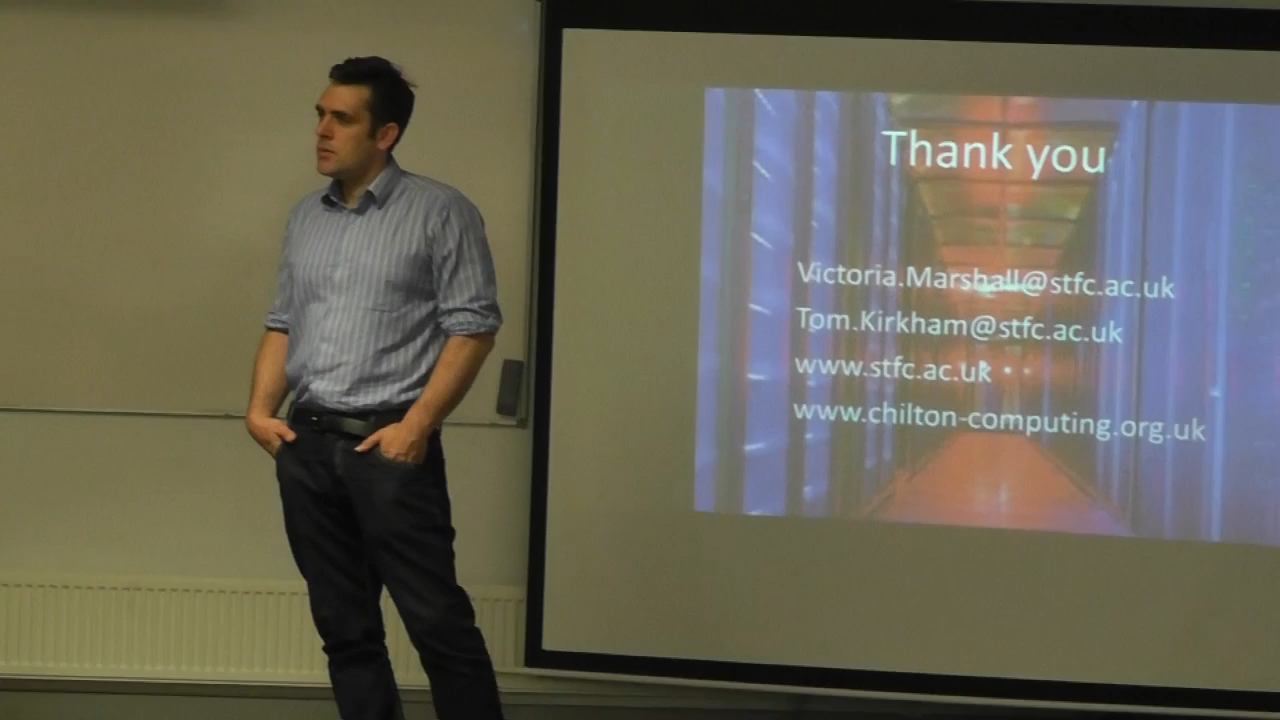 Thank you
Victoria.Marshall@stfc.ac.uk
Tom.Kirkham@stfc.ac.uk
www.stfc.ac.uk
www.chilton-computing.org.uk